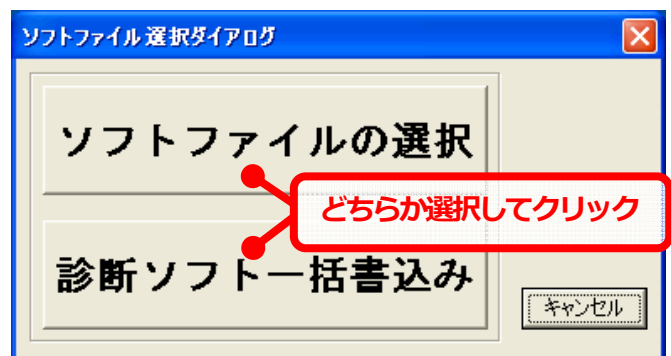 ソフトファイル選択ダイアログ
ソフトファイルの選択
どちらか選択してクリック
診断ソフト一括書込み
キャンセル